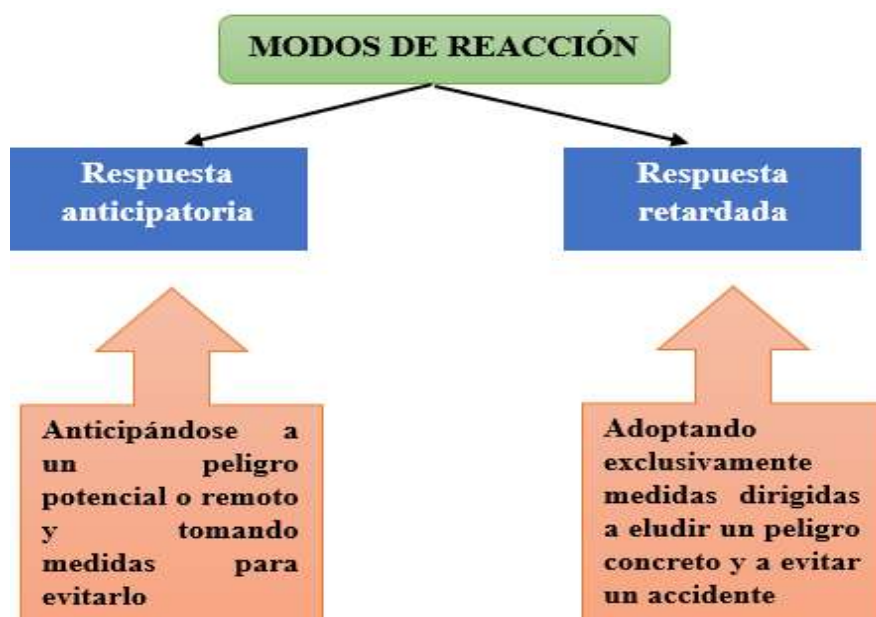 MODOS DE REACCIÓN
Respuesta
anticipatoria
Respuesta
retardada
Anticipándose a
un peligro
potencial o remoto
y tomando
medidas para
evitarlo
Adoptando
exclusivamente
medidas dirigidas
a eludir un peligro
concreto y a evitar
un accidente